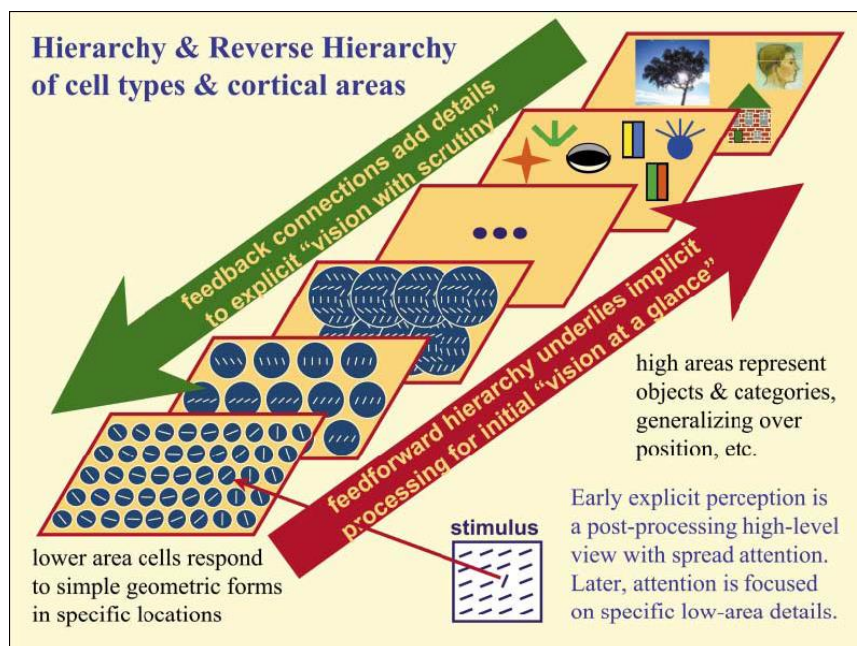 Hierarchy & Reverse Hierarchy
of cell types & cortical areas
feedback connections add details
to explicit “vision with scrutiny”
feedforward hierarchy underlies implicit
processing for initial “vision at a glance”
high areas represent
objects & categories,
generalizing over
position, etc.
stimulus
lower area cells respond
to simple geometric forms
in specific locations
Early explicit perception is
a post-processing high-level
view with spread attention.
Later, attention is focused
on specific low-area details.